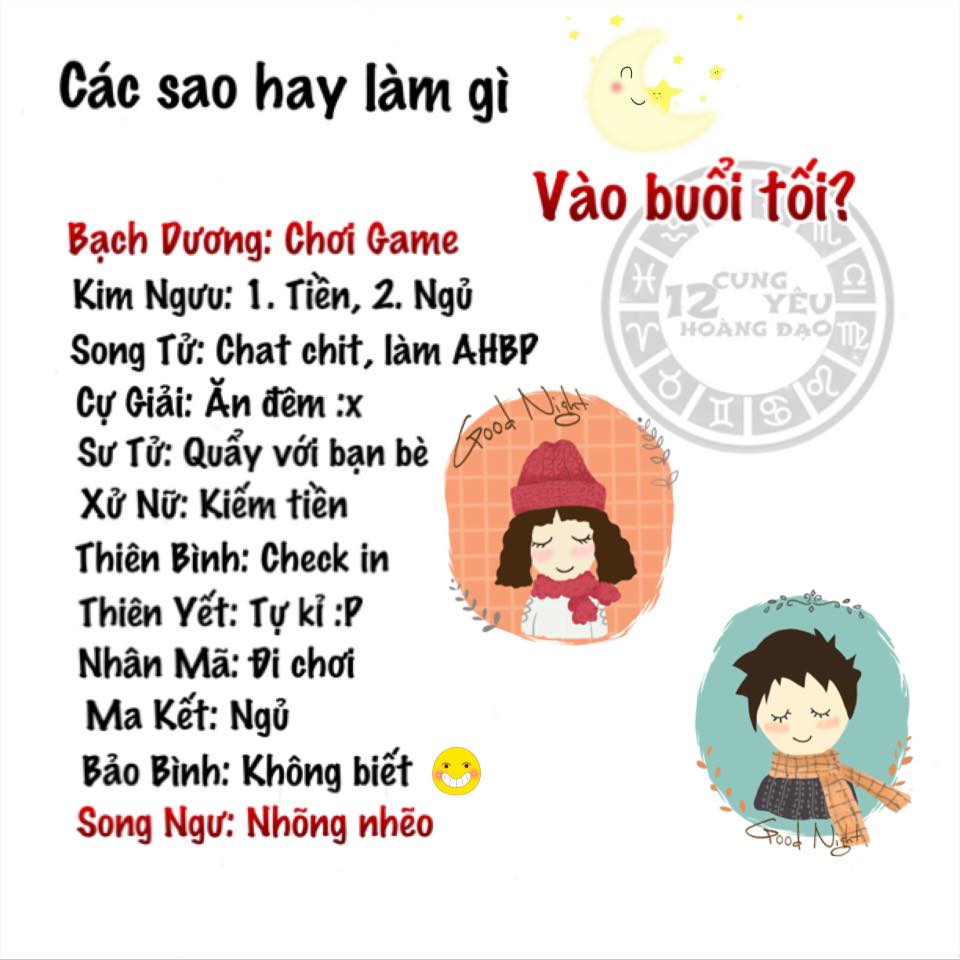 Các sao hay làm gì
Vào buổi tối?
Bạch Dương: Chơi Game
Kim Ngưu: 1. Tiền, 2. Ngủ
Song Tử: Chat chit, làm AHBP
Cự Giải: Ăn đêm :x
Sư Tử: Quẩy với bạn bè
Xử Nữ: Kiếm tiền
Thiên Bình: Check in
Thiên Yết: Tự kỉ :P
Nhân Mã: Đi chơi
Ma Kết: Ngủ
Bảo Bình: Không biết
Song Ngư: Nhõng nhẽo
12 CUNG YÊU
HOÀNG ĐẠO
Good Night
Good Night